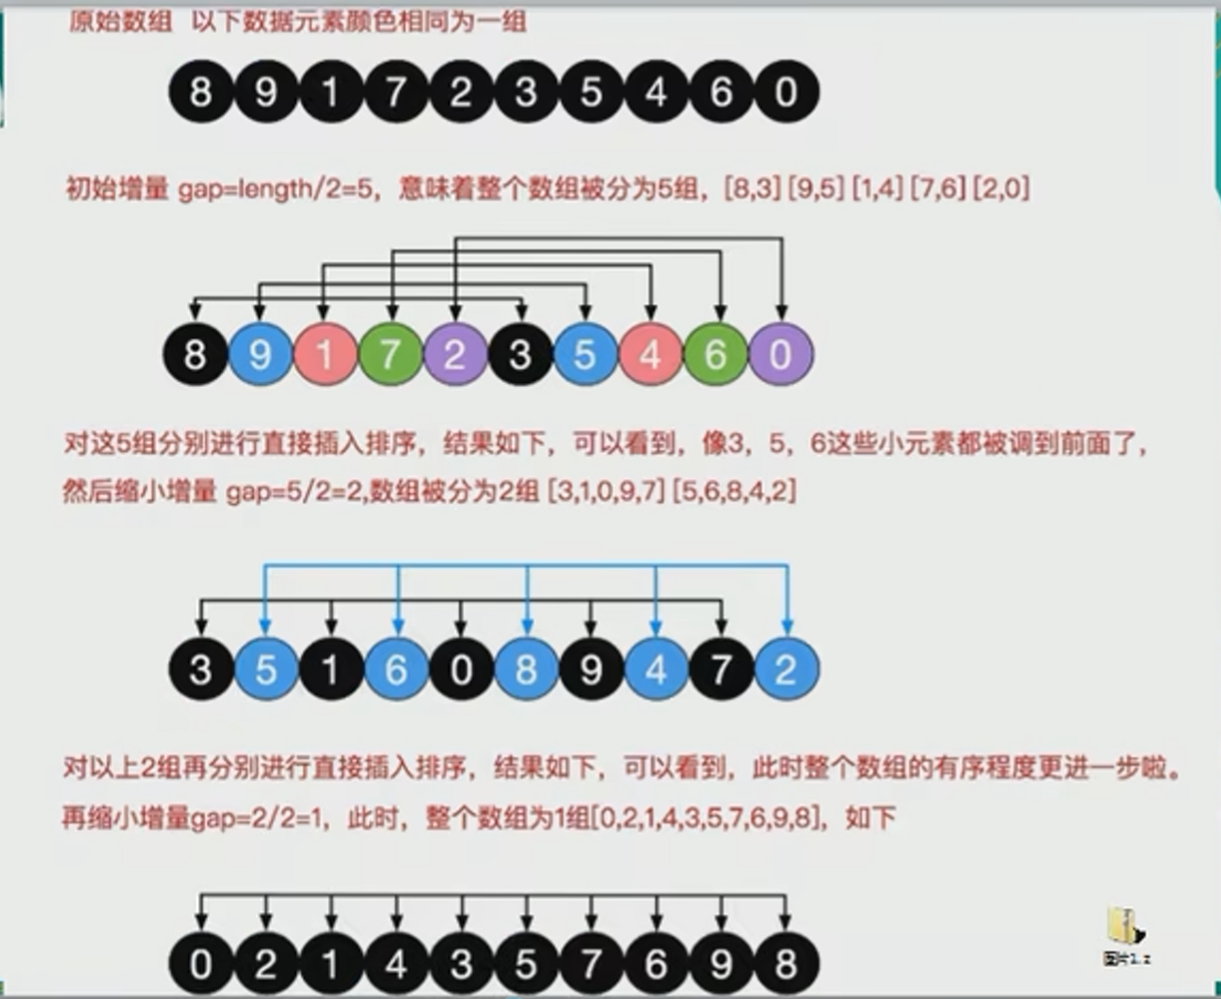 原始数组 以下数据元素颜色相同为一组
8 9 1 7 2 3 5 4 6 0
初始增量 gap=length/2=5，意味着整个数组被分为5组，[8,3] [9,5] [1,4] [7,6] [2,0]
8 9 1 7 2 3 5 4 6 0
对这5组分别进行直接插入排序，结果如下，可以看到，像3，5，6这些小元素都被调到前面了，
然后缩小增量 gap=5/2=2,数组被分为2组 [3,1,0,9,7] [5,6,8,4,2]
3 5 1 6 0 8 9 4 7 2
对以上2组再分别进行直接插入排序，结果如下，可以看到，此时整个数组的有序程度更进一步啦。
再缩小增量gap=2/2=1，此时，整个数组为1组[0,2,1,4,3,5,7,6,9,8]，如下
0 2 1 4 3 5 7 6 9 8
图片1.z